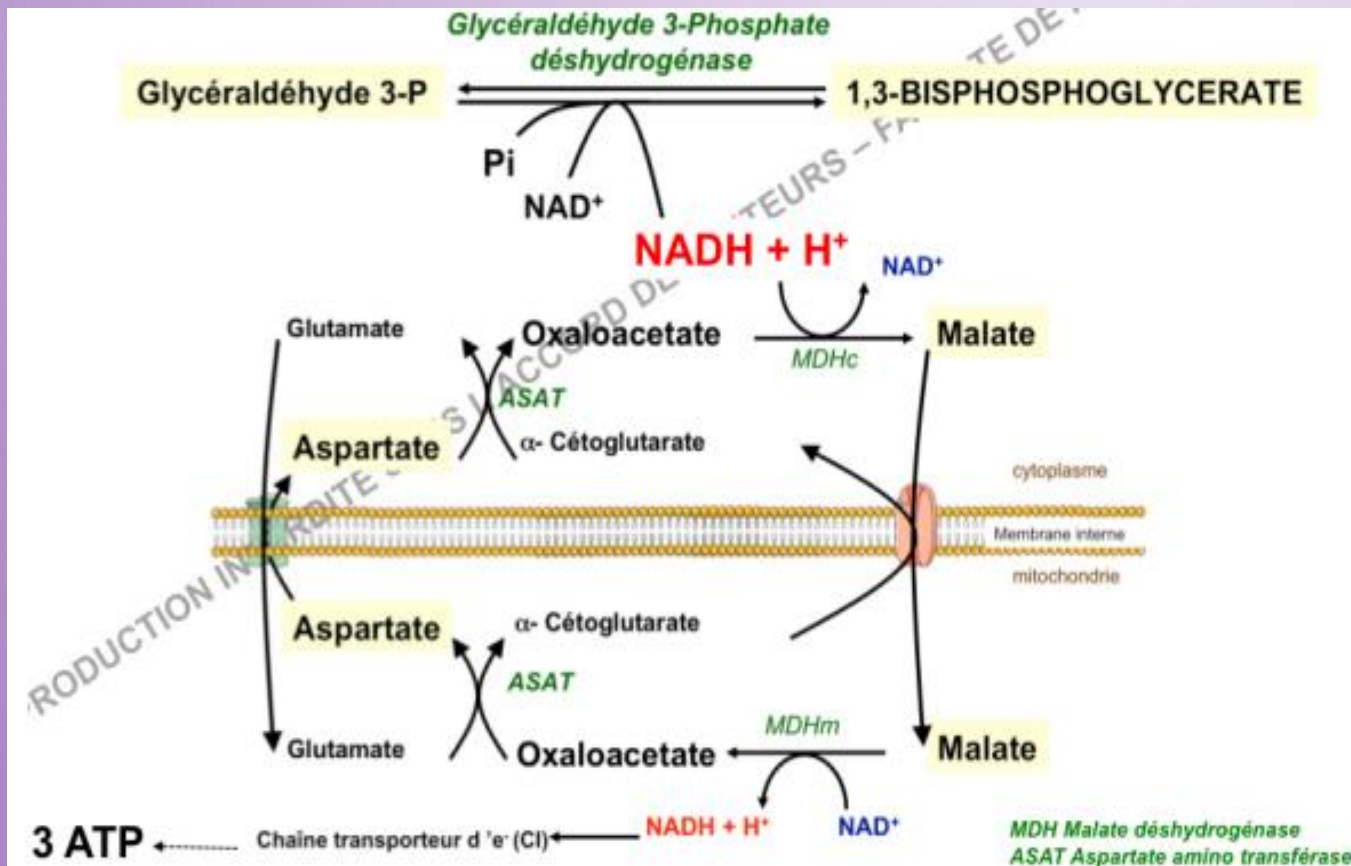 Glycéraldéhyde 3-Phosphate
déshydrogénase
Glycéraldéhyde 3-P
1,3-BISPHOSPHOGLYCERATE
Pi
NAD⁺
NADH + H⁺
NAD⁺
Glutamate
Oxaloacetate
MDHc
Malate
ASAT
Aspartate
α- Cétoglutarate
cytoplasme
Membrane interne
mitochondrie
Aspartate
α- Cétoglutarate
ASAT
MDHm
Glutamate
Oxaloacetate
Malate
3 ATP
Chaîne transporteur d 'e⁻ (CI)
NADH + H⁺
NAD⁺
MDH Malate déshydrogénase
ASAT Aspartate amino transférase